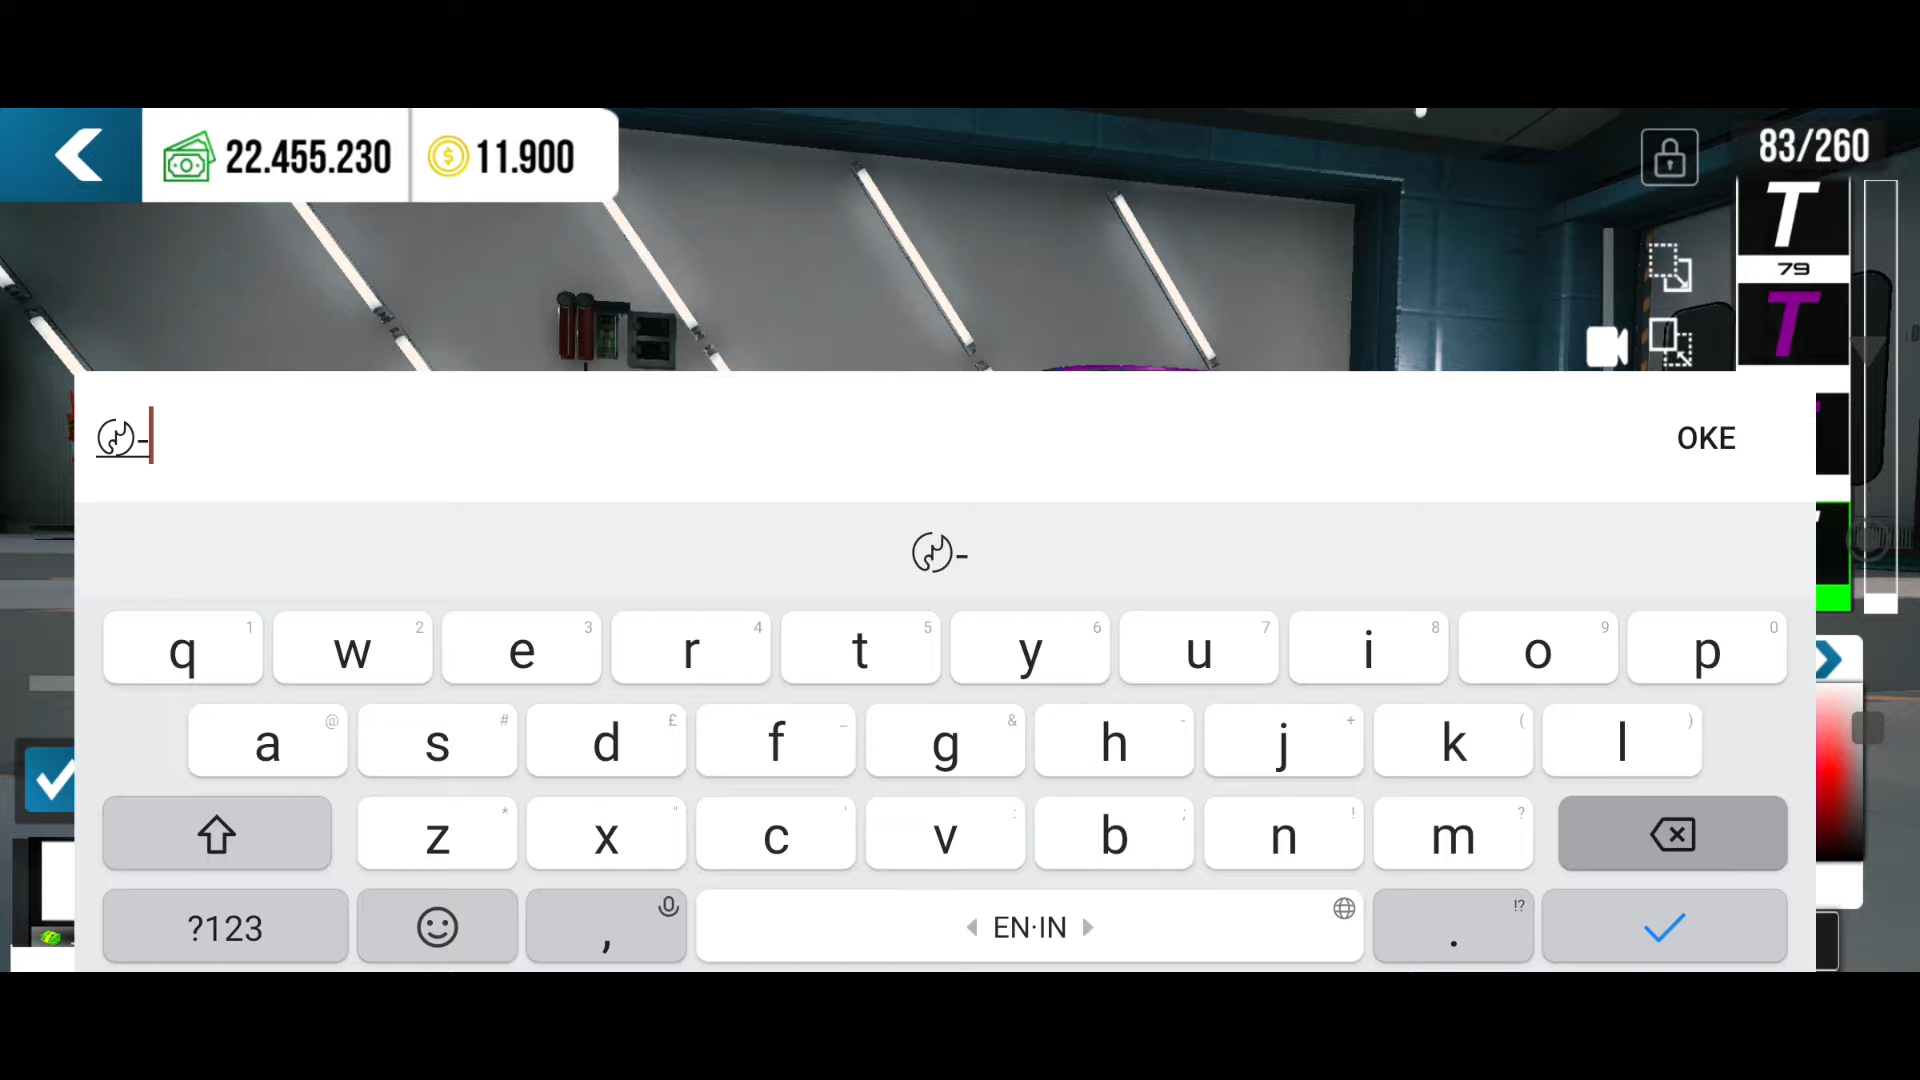 22.455.230
11.900
83/260
T
79
T
-
OKE
-
q 1 w 2 e 3 r 4 t 5 y 6 u 7 i 8 o 9 p 0
a @ s # d £ f _ g & h - j + k ( l )
z * x " c ' v : b ; n ! m ?
?123 , EN·IN . !?